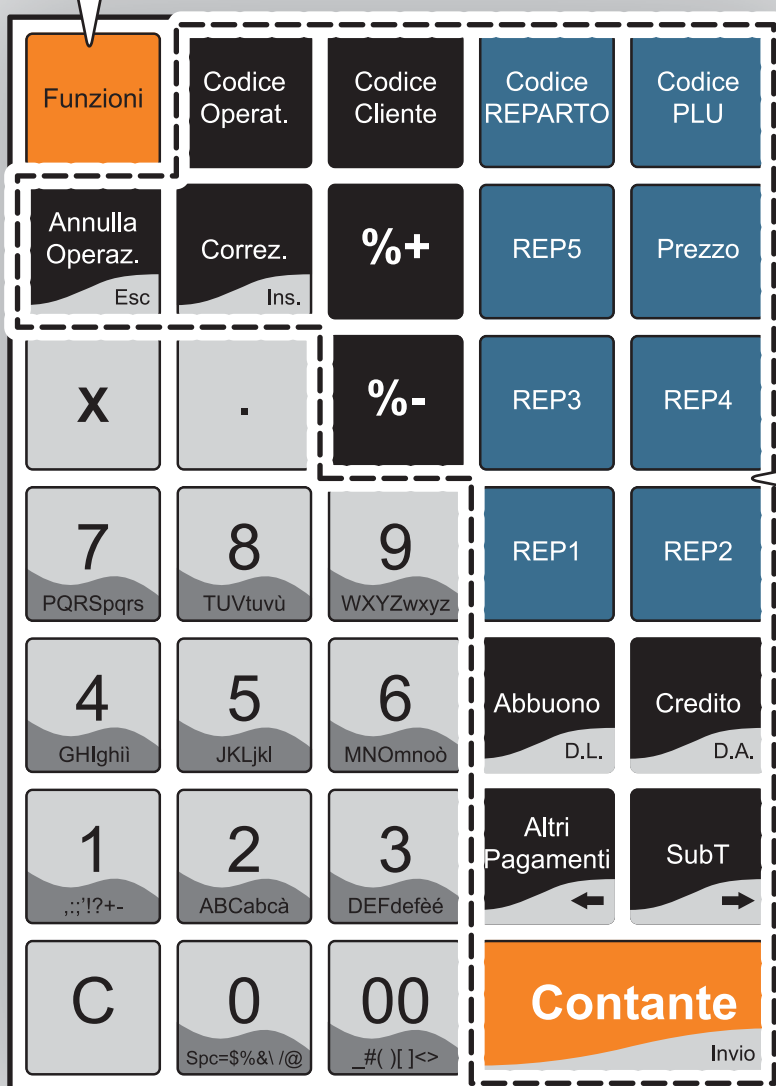 Funzioni
Codice
Operat.
Codice
Cliente
Codice
REPARTO
Codice
PLU
Annulla
Operaz.
Esc
Correz.
Ins.
%+
REP5
Prezzo
X
.
%-
REP3
REP4
7
PQRSpqrs
8
TUVtuvù
9
WXYZwxyz
REP1
REP2
4
GHIghiì
5
JKLjkl
6
MNOmnoò
Abbuono
D.L.
Credito
D.A.
1
,:;'!?+-
2
ABCabcà
3
DEFdefèé
Altri
Pagamenti
SubT
C
0
Spc=$%&\ /@
00
_#( )[ ]<>
Contante
Invio